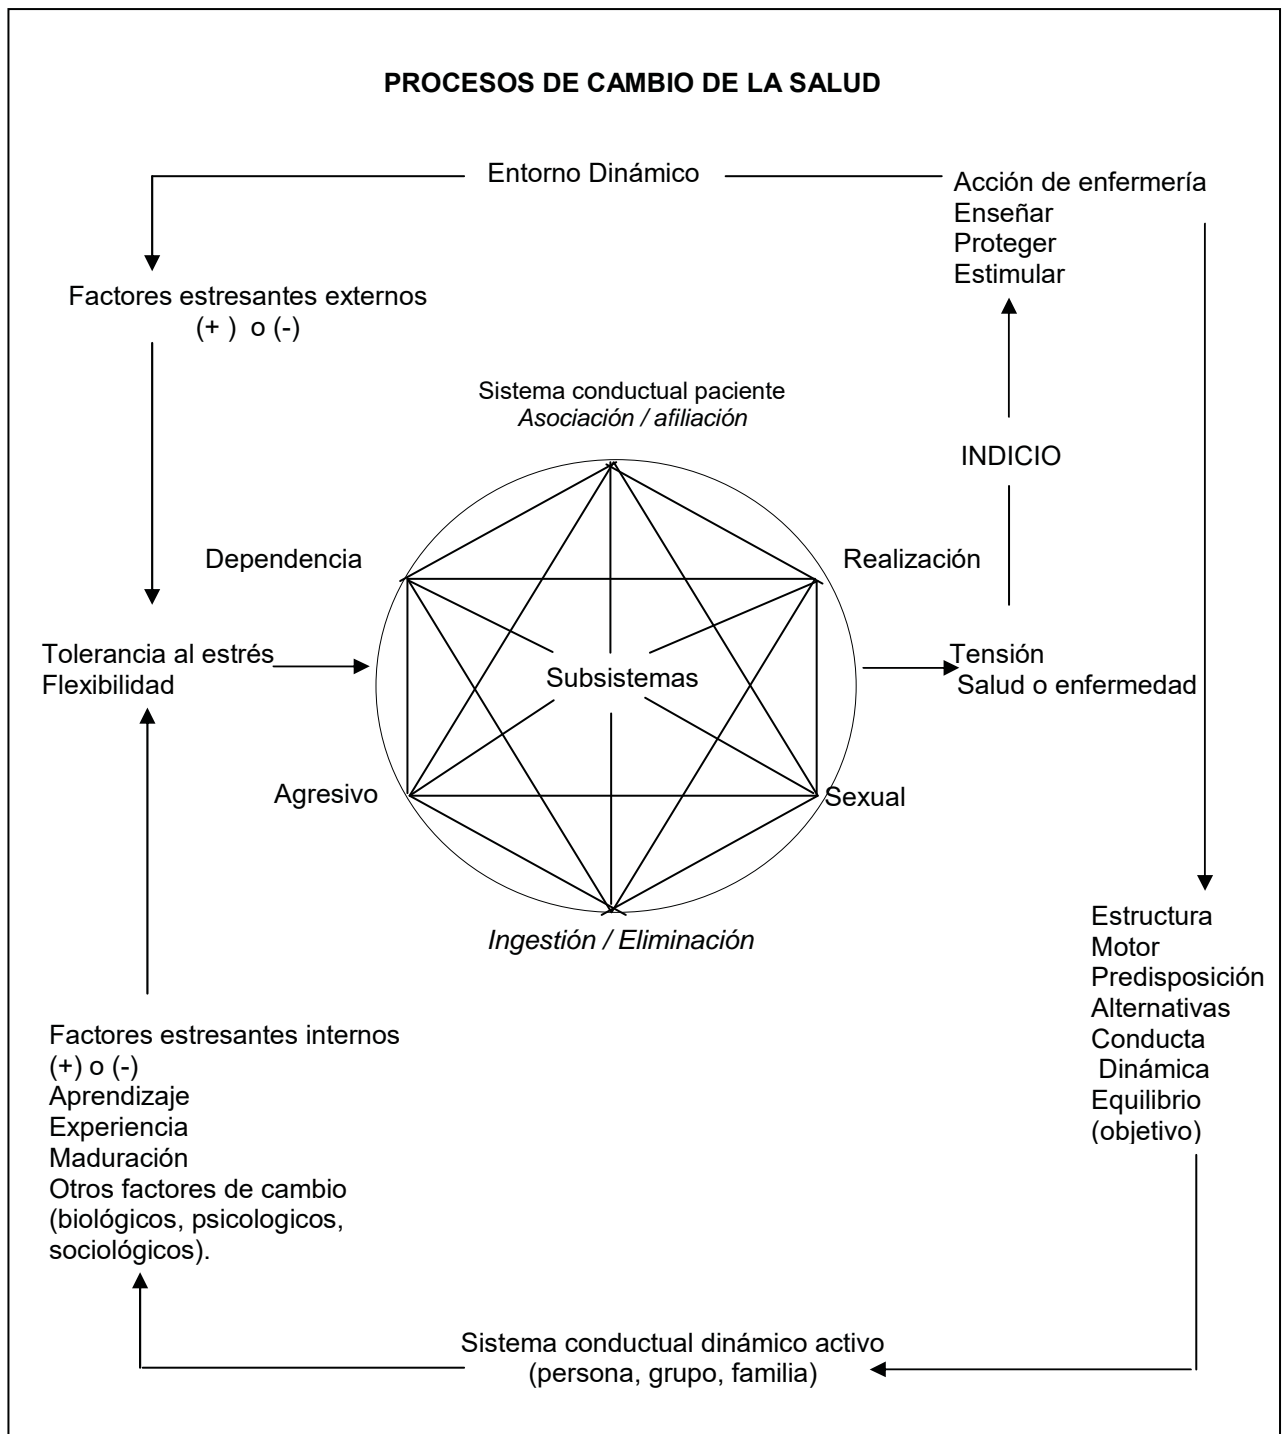 PROCESOS DE CAMBIO DE LA SALUD
Entorno Dinámico
Acción de enfermería
Enseñar
Proteger
Estimular
Factores estresantes externos
(+ ) o (-)
Sistema conductual paciente
Asociación / afiliación
INDICIO
Dependencia
Realización
Tolerancia al estrés
Flexibilidad
Subsistemas
Tensión
Salud o enfermedad
Agresivo
Sexual
Ingestión / Eliminación
Estructura
Motor
Predisposición
Alternativas
Conducta
Dinámica
Equilibrio
(objetivo)
Factores estresantes internos
(+) o (-)
Aprendizaje
Experiencia
Maduración
Otros factores de cambio
(biológicos, psicologicos,
sociológicos).
Sistema conductual dinámico activo
(persona, grupo, familia)